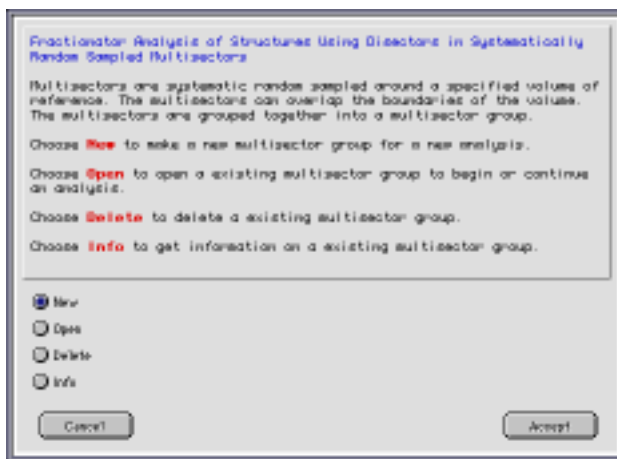 Fractionator Analysis of Structures Using Disectors in Systematically
Random Sampled Multisectors
Multisectors are systematic random sampled around a specified volume of
reference. The multisectors can overlap the boundaries of the volume.
The multisectors are grouped together into a multisector group.
Choose New to make a new multisector group for a new analysis.
Choose Open to open a existing multisector group to begin or continue
an analysis.
Choose Delete to delete a existing multisector group.
Choose Info to get information on a existing multisector group.
New
Open
Delete
Info
Cancel
Accept